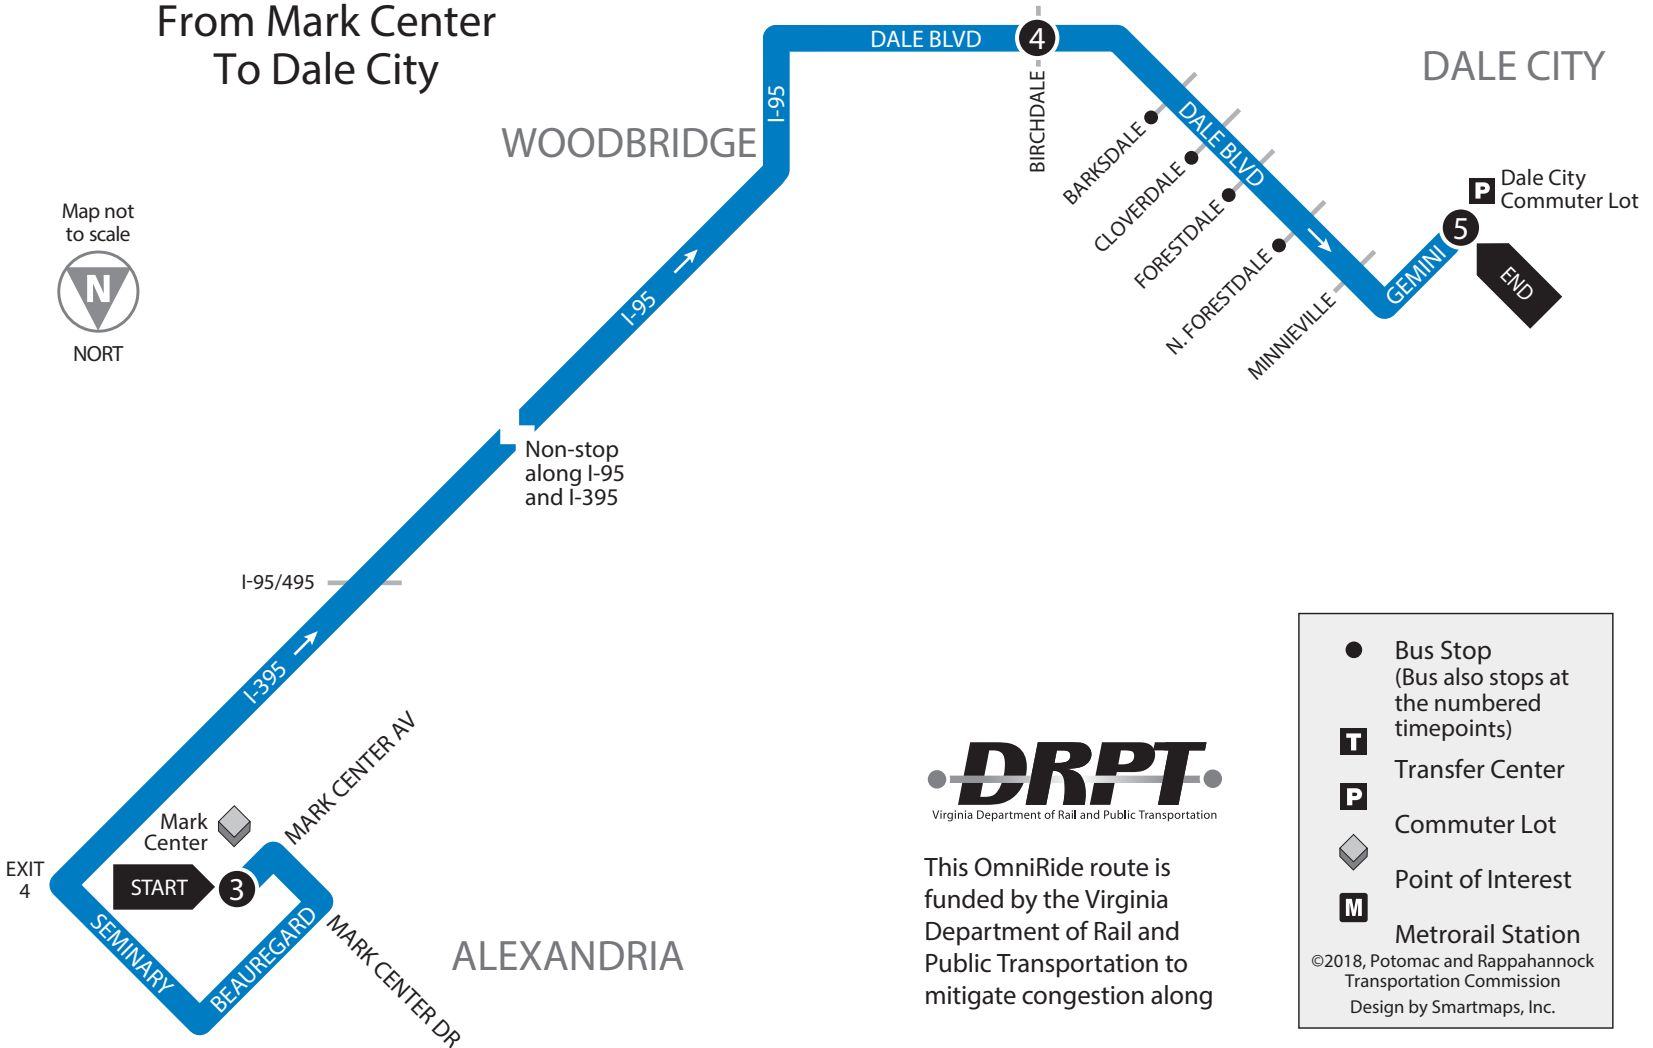 From Mark Center
To Dale City
DALE BLVD
4
BIRCHDALE
DALE CITY
I-95
WOODBRIDGE
BARKSDALE
CLOVERDALE
FORESTDALE
N. FORESTDALE
MINNIEVILLE
DALE BLVD
GEMINI
5
P
Dale City
Commuter Lot
END
Map not
to scale
N
NORT
I-95
Non-stop
along I-95
and I-395
I-95/495
I-395
MARK CENTER AV
Mark
Center
EXIT
4
START
3
SEMINARY
BEAUREGARD
MARK CENTER DR
ALEXANDRIA
DRPT
Virginia Department of Rail and Public Transportation
This OmniRide route is
funded by the Virginia
Department of Rail and
Public Transportation to
mitigate congestion along
Bus Stop
(Bus also stops at
the numbered
timepoints)
T
Transfer Center
P
Commuter Lot
Point of Interest
M
Metrorail Station
©2018, Potomac and Rappahannock
Transportation Commission
Design by Smartmaps, Inc.